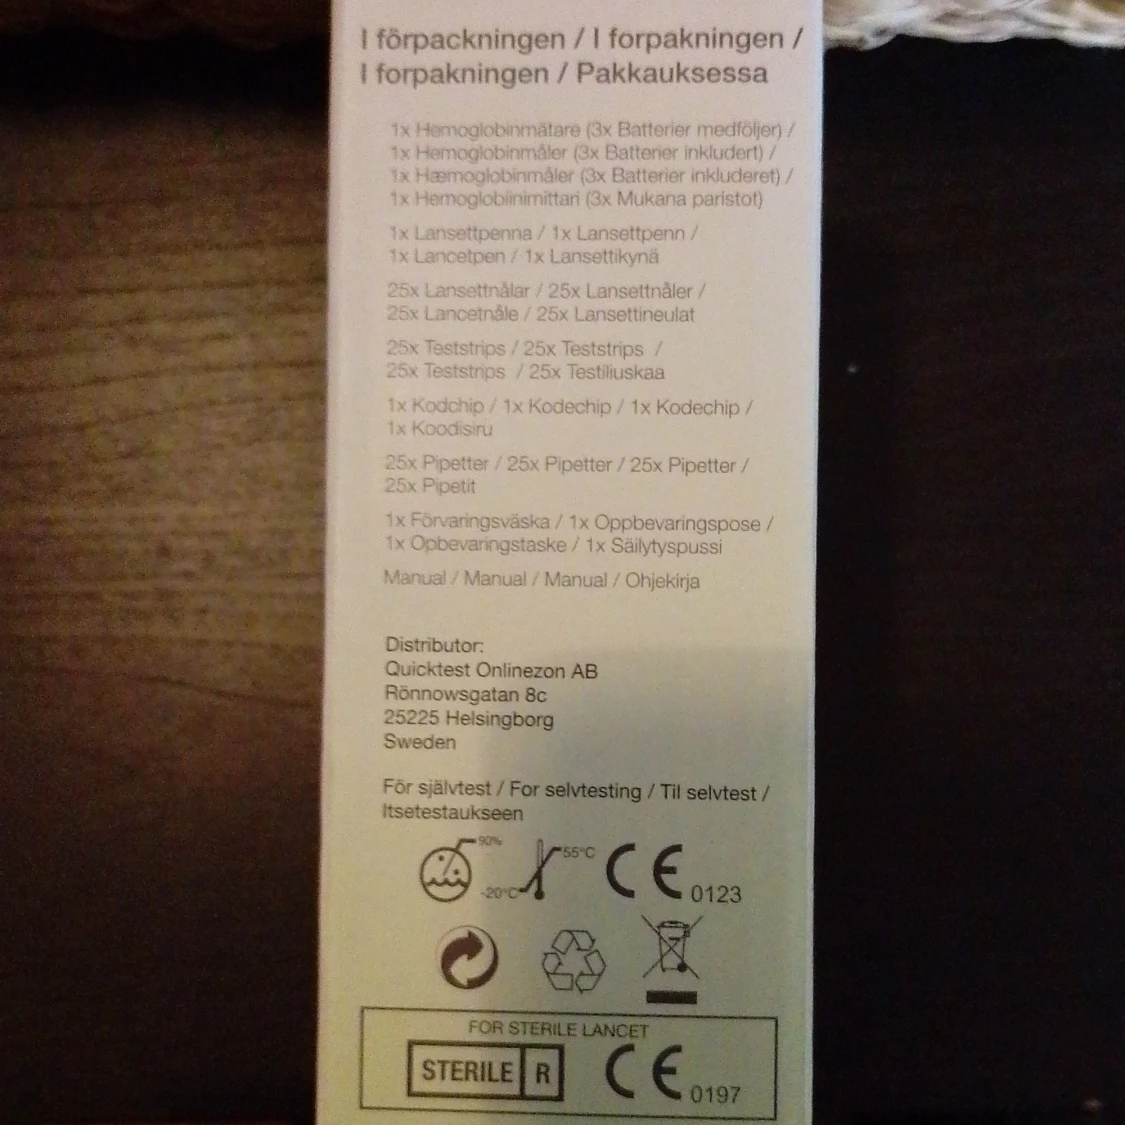 I förpackningen / I forpakningen /
I forpakningen / Pakkauksessa
1x Hemoglobinmätare (3x Batterier medföljer) /
1x Hemoglobinmåler (3x Batterier inkludert) /
1x Hæmoglobinmåler (3x Batterier inkluderet) /
1x Hemoglobiinimittari (3x Mukana paristot)
1x Lansettpenna / 1x Lansettpenn /
1x Lancetpen / 1x Lansettikynä
25x Lansettnålar / 25x Lansettnåler /
25x Lancetnåle / 25x Lansettineulat
25x Teststrips / 25x Teststrips /
25x Teststrips / 25x Testiliuskaa
1x Kodchip / 1x Kodechip / 1x Kodechip /
1x Koodisiru
25x Pipetter / 25x Pipetter / 25x Pipetter /
25x Pipetit
1x Förvaringsväska / 1x Oppbevaringspose /
1x Opbevaringstaske / 1x Säilytyspussi
Manual / Manual / Manual / Ohjekirja
Distributor:
Quicktest Onlinezon AB
Rönnowsgatan 8c
25225 Helsingborg
Sweden
För självtest / For selvtesting / Til selvtest /
Itsetestaukseen
90%
55°C
-20°C
CE 0123
FOR STERILE LANCET
STERILE R CE 0197